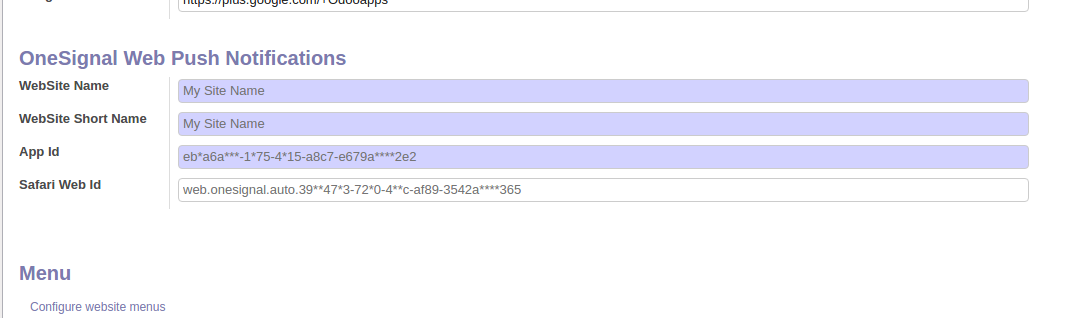 https://plus.google.com/+Odooapps
OneSignal Web Push Notifications
WebSite Name
My Site Name
WebSite Short Name
My Site Name
App Id
eb*a6a***-1*75-4*15-a8c7-e679a****2e2
Safari Web Id
web.onesignal.auto.39**47*3-72*0-4**c-af89-3542a****365
Menu
Configure website menus